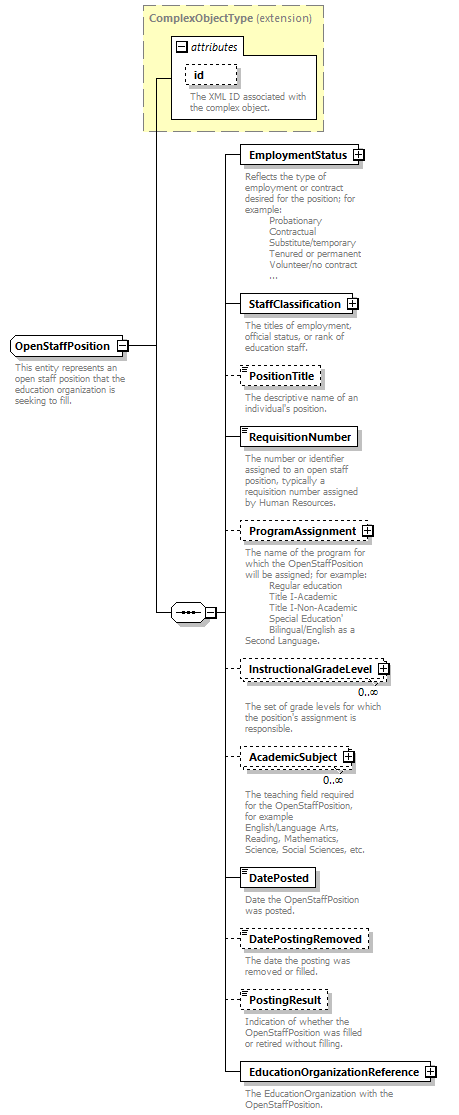 ComplexObjectType (extension)
attributes
id
The XML ID associated with
the complex object.
EmploymentStatus
Reflects the type of
employment or contract
desired for the position; for
example:
Probationary
Contractual
Substitute/temporary
Tenured or permanent
Volunteer/no contract
...
StaffClassification
The titles of employment,
official status, or rank of
education staff.
OpenStaffPosition
This entity represents an
open staff position that the
education organization is
seeking to fill.
PositionTitle
The descriptive name of an
individual's position.
RequisitionNumber
The number or identifier
assigned to an open staff
position, typically a
requisition number assigned
by Human Resources.
ProgramAssignment
The name of the program for
which the OpenStaffPosition
will be assigned; for example:
Regular education
Title I-Academic
Title I-Non-Academic
Special Education'
Bilingual/English as a
Second Language.
InstructionalGradeLevel
0..∞
The set of grade levels for which
the position's assignment is
responsible.
AcademicSubject
0..∞
The teaching field required
for the OpenStaffPosition,
for example
English/Language Arts,
Reading, Mathematics,
Science, Social Sciences, etc.
DatePosted
Date the OpenStaffPosition
was posted.
DatePostingRemoved
The date the posting was
removed or filled.
PostingResult
Indication of whether the
OpenStaffPosition was filled
or retired without filling.
EducationOrganizationReference
The EducationOrganization with the
OpenStaffPosition.